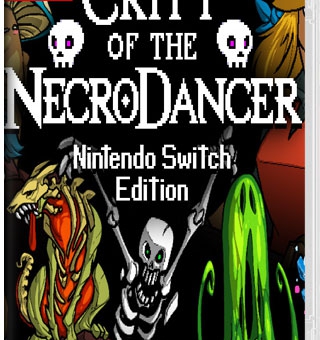 CRYPT
OF THE
NECRODANCER
Nintendo Switch
Edition